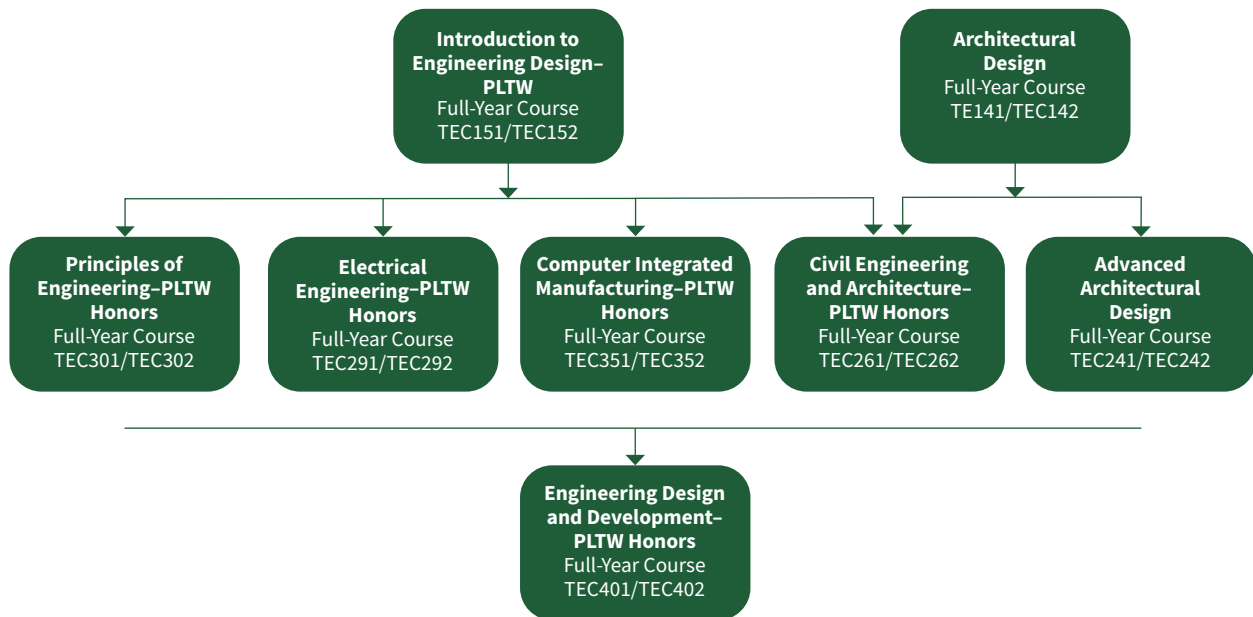 Introduction to
Engineering Design–
PLTW
Full-Year Course
TEC151/TEC152
Architectural
Design
Full-Year Course
TE141/TEC142
Principles of
Engineering–PLTW
Honors
Full-Year Course
TEC301/TEC302
Electrical
Engineering–PLTW
Honors
Full-Year Course
TEC291/TEC292
Computer Integrated
Manufacturing–PLTW
Honors
Full-Year Course
TEC351/TEC352
Civil Engineering
and Architecture–
PLTW Honors
Full-Year Course
TEC261/TEC262
Advanced
Architectural
Design
Full-Year Course
TEC241/TEC242
Engineering Design
and Development–
PLTW Honors
Full-Year Course
TEC401/TEC402